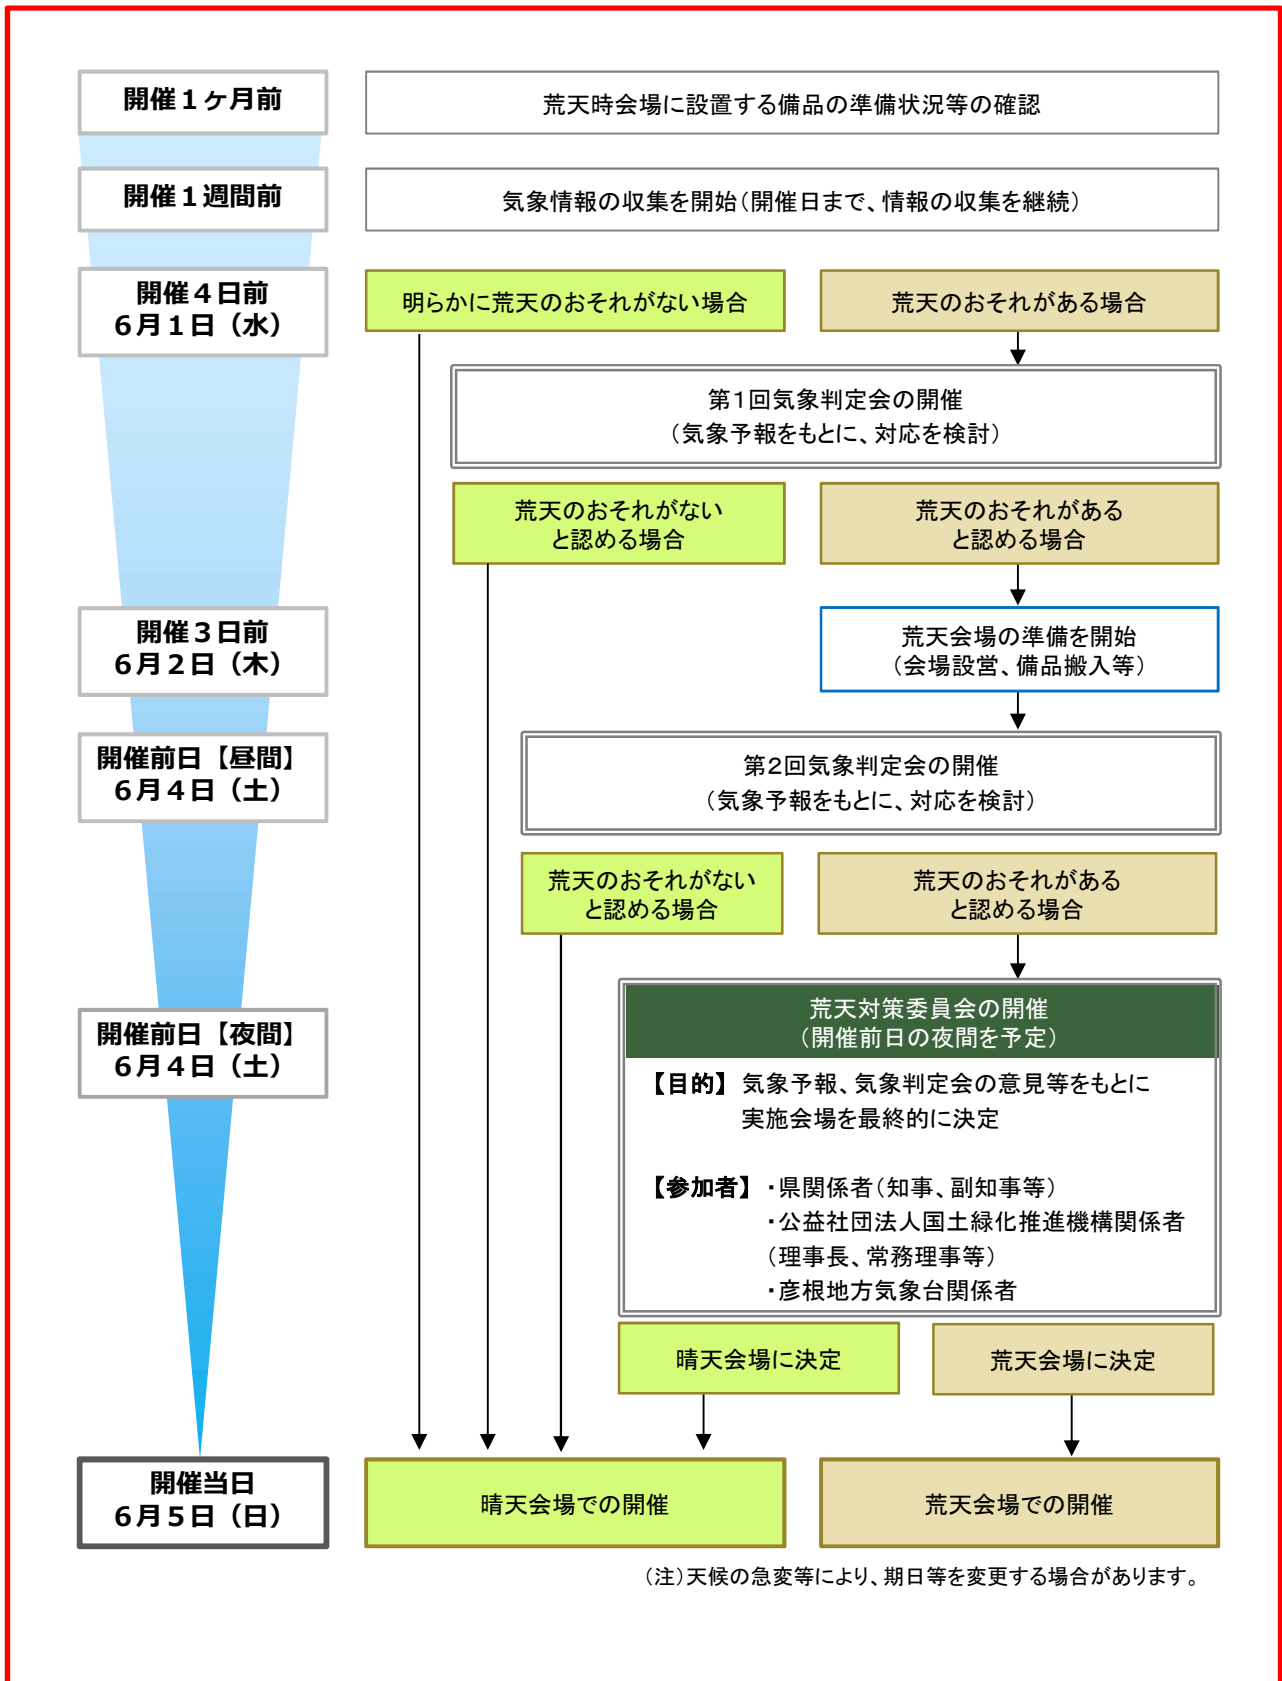 開催１ヶ月前
荒天時会場に設置する備品の準備状況等の確認
開催１週間前
気象情報の収集を開始（開催日まで、情報の収集を継続）
開催４日前
６月１日（水）
明らかに荒天のおそれがない場合
荒天のおそれがある場合
第１回気象判定会の開催
（気象予報をもとに、対応を検討）
荒天のおそれがない
と認める場合
荒天のおそれがある
と認める場合
開催３日前
６月２日（木）
荒天会場の準備を開始
（会場設営、備品搬入等）
開催前日【昼間】
６月４日（土）
第２回気象判定会の開催
（気象予報をもとに、対応を検討）
荒天のおそれがない
と認める場合
荒天のおそれがある
と認める場合
開催前日【夜間】
６月４日（土）
荒天対策委員会の開催
（開催前日の夜間を予定）
【目的】 気象予報、気象判定会の意見等をもとに
実施会場を最終的に決定
【参加者】 ・県関係者（知事、副知事等）
・公益社団法人国土緑化推進機構関係者
（理事長、常務理事等）
・彦根地方気象台関係者
晴天会場に決定
荒天会場に決定
開催当日
６月５日（日）
晴天会場での開催
荒天会場での開催
（注）天候の急変等により、期日等を変更する場合があります。